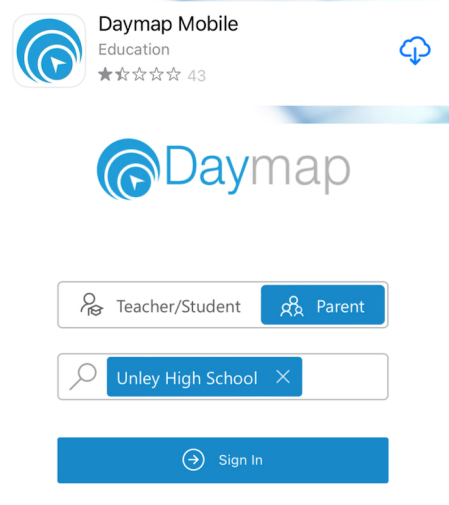 Daymap Mobile
Education
43
Daymap
Teacher/Student
Parent
Unley High School
Sign In